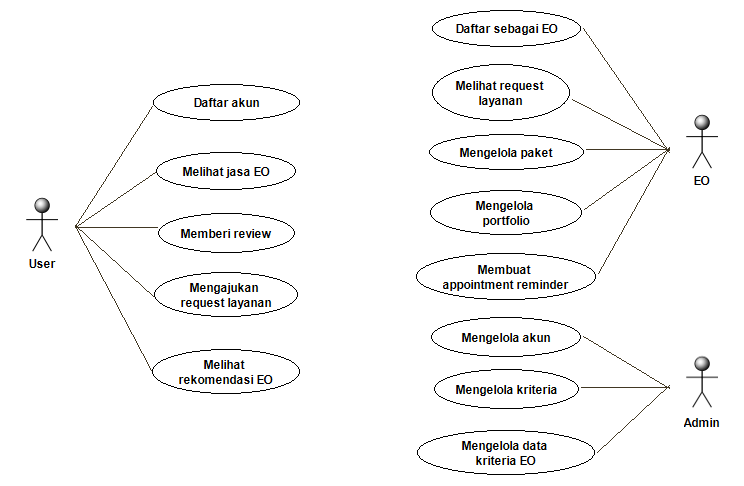 Daftar akun
Melihat jasa EO
Memberi review
Mengajukan
request layanan
Melihat
rekomendasi EO
User
Daftar sebagai EO
Melihat request
layanan
Mengelola paket
Mengelola
portfolio
Membuat
appointment reminder
EO
Mengelola akun
Mengelola kriteria
Mengelola data
kriteria EO
Admin